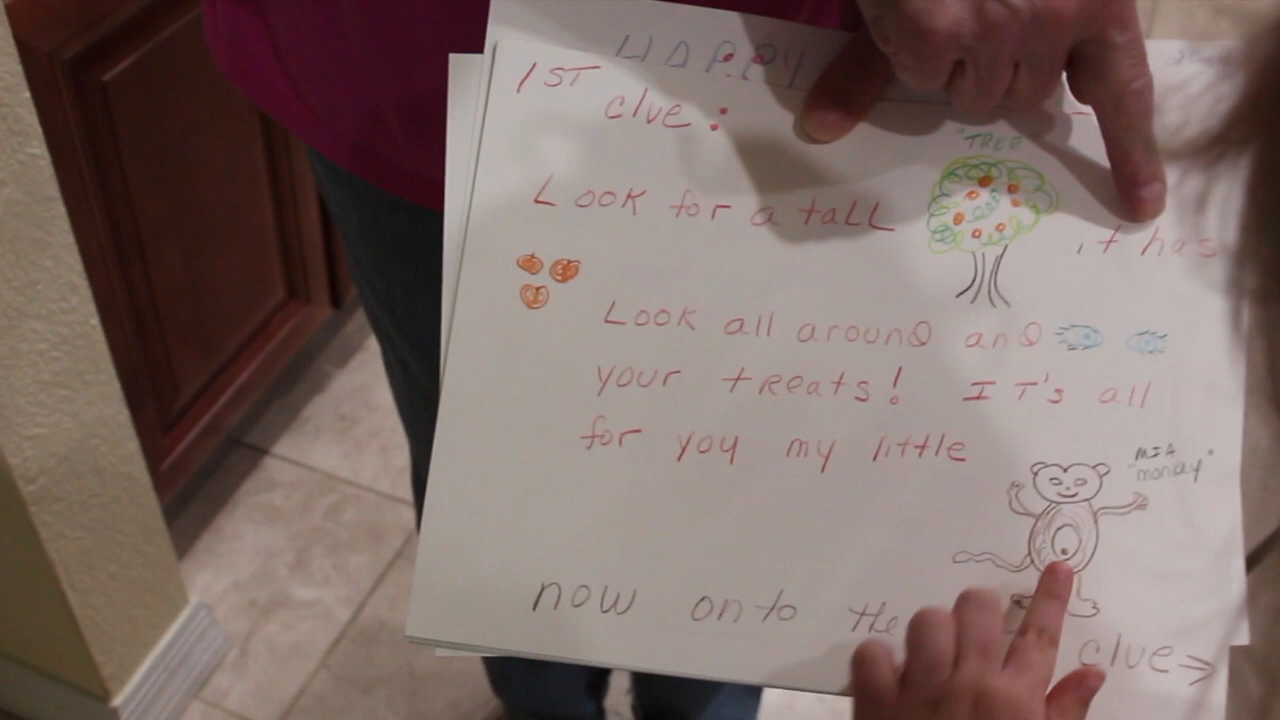 HAPPY
1ST
clue:
"TREE"
Look for a tall
it has
Look all around and
your treats! IT's all
for you my little
MIA
"monkey"
now onto the
clue